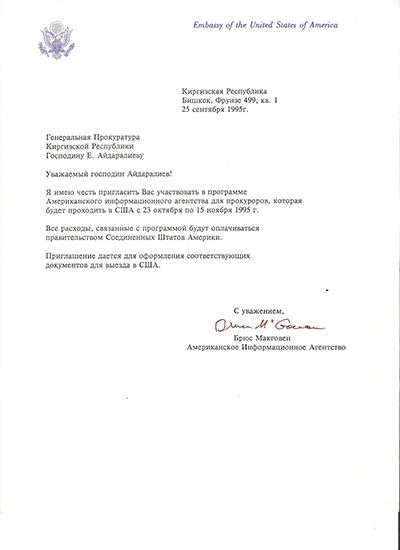 Embassy of the United States of America
Киргизская Республика
Бишкек, Фрунзе 499, кв. 1
25 сентября 1995г.
Генеральная Прокуратура
Киргизской Республики
Господину Е. Айдаралиеву
Уважаемый господин Айдаралиев!
Я имею честь пригласить Вас участвовать в программе
Американского информационного агентства для прокуроров, которая
будет проходить в США с 23 октября по 15 ноября 1995 г.
Все расходы, связанные с программой будут оплачиваться
правительством Соединенных Штатов Америки.
Приглашение дается для оформления соответствующих
документов для выезда в США.
С уважением,
Bruce McGowan
Брюс Макговен
Американское Информационное Агентство